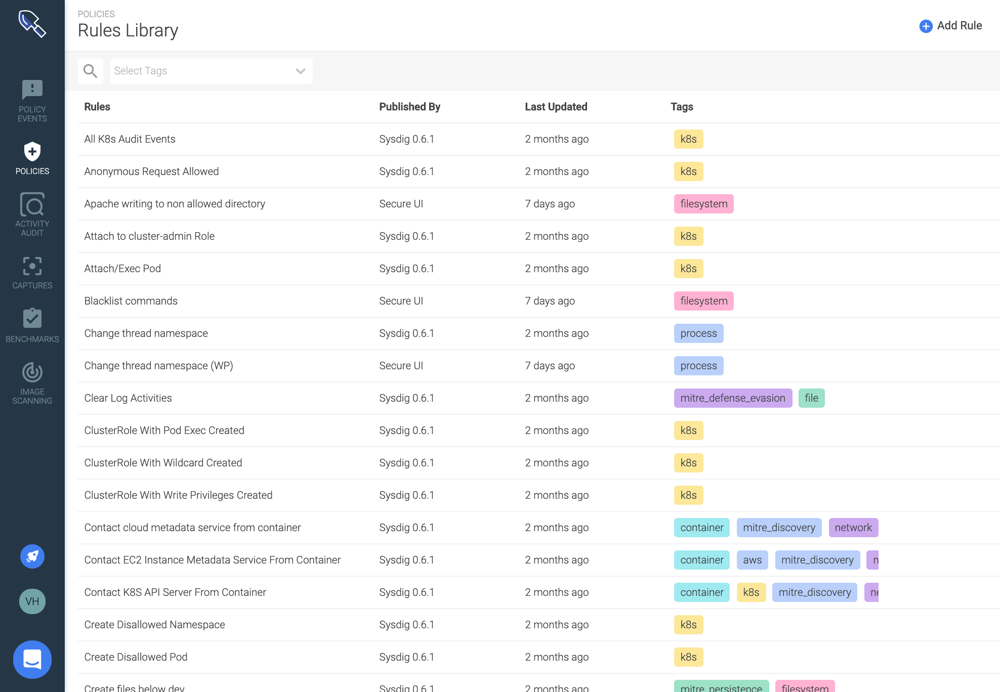 POLICIES
Rules Library
Add Rule
Select Tags
POLICY
EVENTS
POLICIES
ACTIVITY
AUDIT
CAPTURES
BENCHMARKS
IMAGE
SCANNING
VH
Rules Published By Last Updated Tags
All K8s Audit Events Sysdig 0.6.1 2 months ago k8s
Anonymous Request Allowed Sysdig 0.6.1 2 months ago k8s
Apache writing to non allowed directory Secure UI 7 days ago filesystem
Attach to cluster-admin Role Sysdig 0.6.1 2 months ago k8s
Attach/Exec Pod Sysdig 0.6.1 2 months ago k8s
Blacklist commands Secure UI 7 days ago filesystem
Change thread namespace Sysdig 0.6.1 2 months ago process
Change thread namespace (WP) Secure UI 7 days ago process
Clear Log Activities Sysdig 0.6.1 2 months ago mitre_defense_evasion file
ClusterRole With Pod Exec Created Sysdig 0.6.1 2 months ago k8s
ClusterRole With Wildcard Created Sysdig 0.6.1 2 months ago k8s
ClusterRole With Write Privileges Created Sysdig 0.6.1 2 months ago k8s
Contact cloud metadata service from container Sysdig 0.6.1 2 months ago container mitre_discovery network
Contact EC2 Instance Metadata Service From Container Sysdig 0.6.1 2 months ago container aws mitre_discovery
Contact K8S API Server From Container Sysdig 0.6.1 2 months ago container k8s mitre_discovery
Create Disallowed Namespace Sysdig 0.6.1 2 months ago k8s
Create Disallowed Pod Sysdig 0.6.1 2 months ago k8s
Create files below dev Sysdig 0.6.1 2 months ago mitre_persistence filesystem